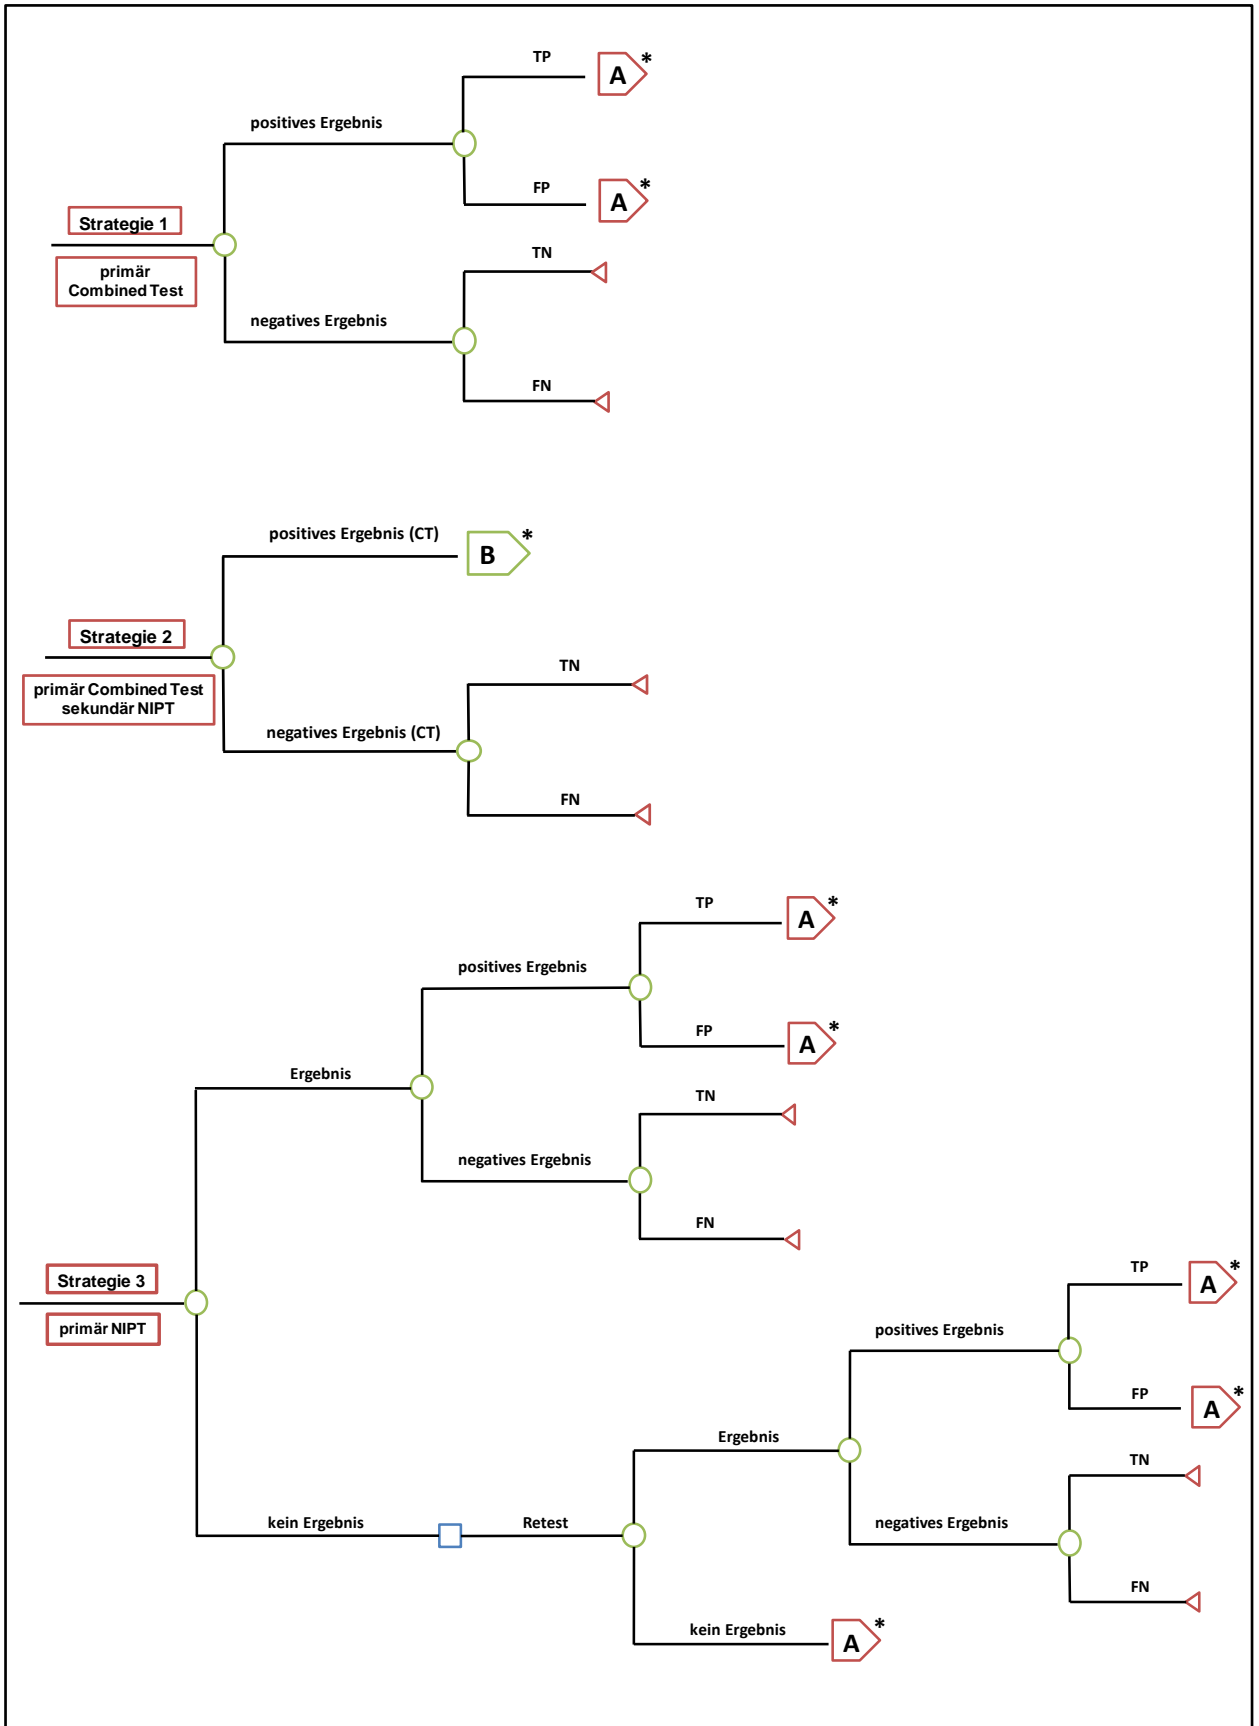 TP
A*
positives Ergebnis
FP
A*
Strategie 1
primär
Combined Test
TN
negatives Ergebnis
FN
positives Ergebnis (CT)
B*
Strategie 2
primär Combined Test
sekundär NIPT
TN
negatives Ergebnis (CT)
FN
TP
A*
positives Ergebnis
FP
A*
Ergebnis
TN
negatives Ergebnis
FN
Strategie 3
primär NIPT
TP
A*
positives Ergebnis
FP
A*
Ergebnis
TN
kein Ergebnis
Retest
negatives Ergebnis
FN
kein Ergebnis
A*